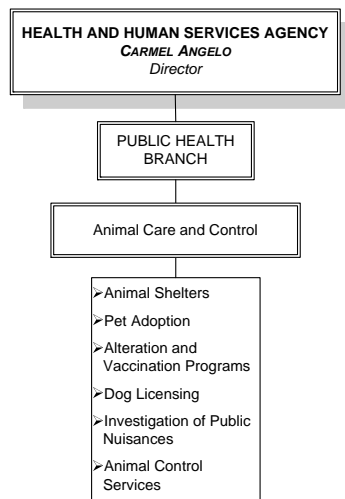 HEALTH AND HUMAN SERVICES AGENCY
CARMEL ANGELO
Director
PUBLIC HEALTH
BRANCH
Animal Care and Control
➢Animal Shelters
➢Pet Adoption
➢Alteration and
Vaccination Programs
➢Dog Licensing
➢Investigation of Public
Nuisances
➢Animal Control
Services